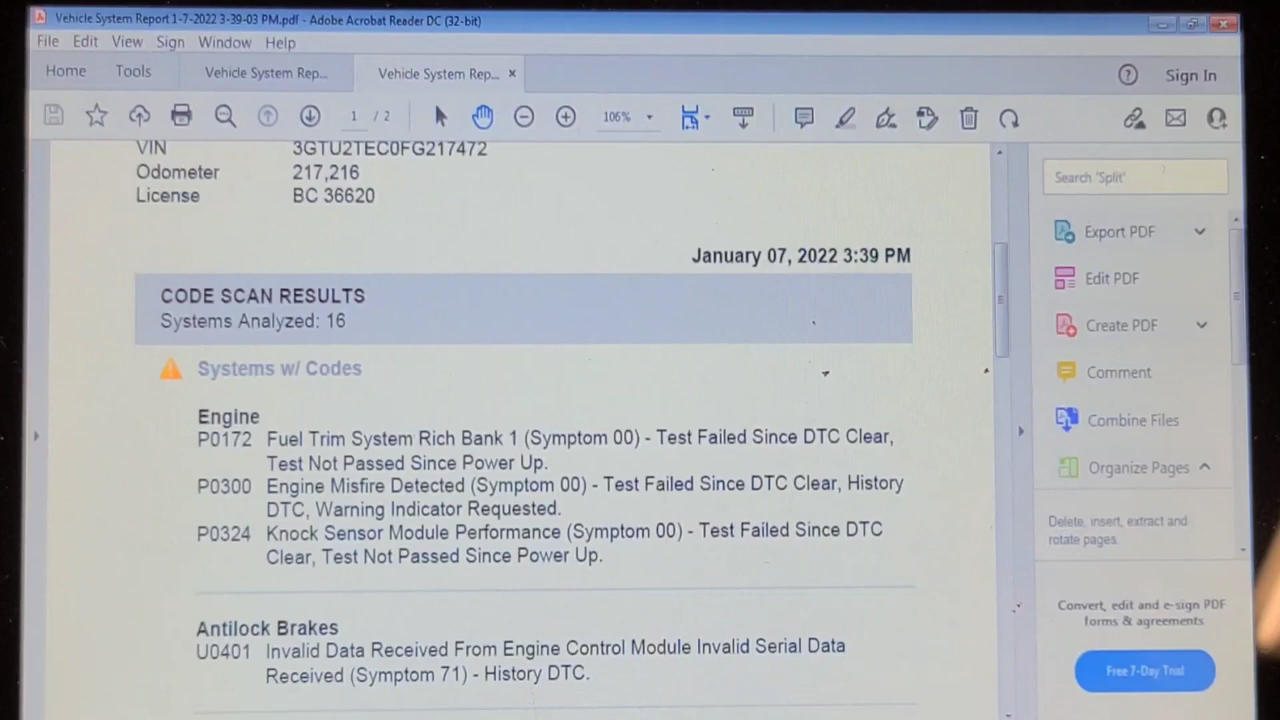 Vehicle System Report 1-7-2022 3-39-03 PM.pdf - Adobe Acrobat Reader DC (32-bit)
File Edit View Sign Window Help
Home Tools Vehicle System Rep... Vehicle System Rep... × Sign In
1 / 2 106%
VIN 3GTU2TEC0FG217472
Odometer 217,216
License BC 36620
January 07, 2022 3:39 PM
CODE SCAN RESULTS
Systems Analyzed: 16
Systems w/ Codes
Engine
P0172 Fuel Trim System Rich Bank 1 (Symptom 00) - Test Failed Since DTC Clear,
Test Not Passed Since Power Up.
P0300 Engine Misfire Detected (Symptom 00) - Test Failed Since DTC Clear, History
DTC, Warning Indicator Requested.
P0324 Knock Sensor Module Performance (Symptom 00) - Test Failed Since DTC
Clear, Test Not Passed Since Power Up.
Antilock Brakes
U0401 Invalid Data Received From Engine Control Module Invalid Serial Data
Received (Symptom 71) - History DTC.
Search 'Split'
Export PDF
Edit PDF
Create PDF
Comment
Combine Files
Organize Pages
Delete, insert, extract and
rotate pages.
Convert, edit and e-sign PDF
forms & agreements
Free 7-Day Trial